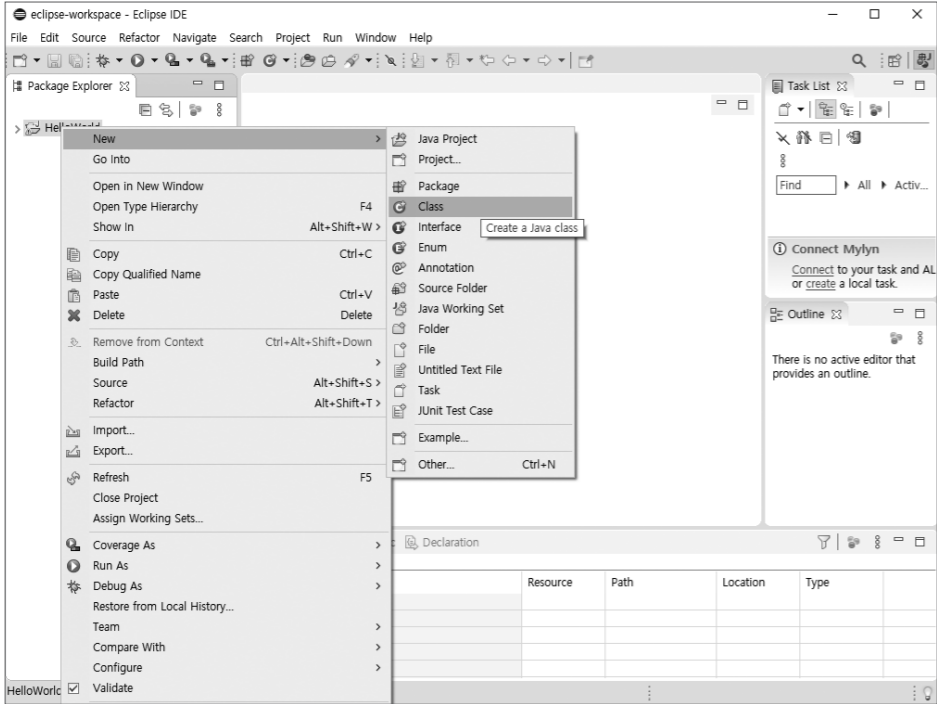 eclipse-workspace - Eclipse IDE
File Edit Source Refactor Navigate Search Project Run Window Help
Package Explorer
HelloWorld
New
Go Into
Open in New Window
Open Type Hierarchy F4
Show In Alt+Shift+W
Copy Ctrl+C
Copy Qualified Name
Paste Ctrl+V
Delete Delete
Remove from Context Ctrl+Alt+Shift+Down
Build Path
Source Alt+Shift+S
Refactor Alt+Shift+T
Import...
Export...
Refresh F5
Close Project
Assign Working Sets...
Coverage As
Run As
Debug As
Restore from Local History...
Team
Compare With
Configure
Validate
Java Project
Project...
Package
Class
Interface
Create a Java class
Enum
Annotation
Source Folder
Java Working Set
Folder
File
Untitled Text File
Task
JUnit Test Case
Example...
Other... Ctrl+N
Task List
Find All Activ...
Connect Mylyn
Connect to your task and AL
or create a local task.
Outline
There is no active editor that
provides an outline.
Declaration
Resource Path Location Type
HelloWorld